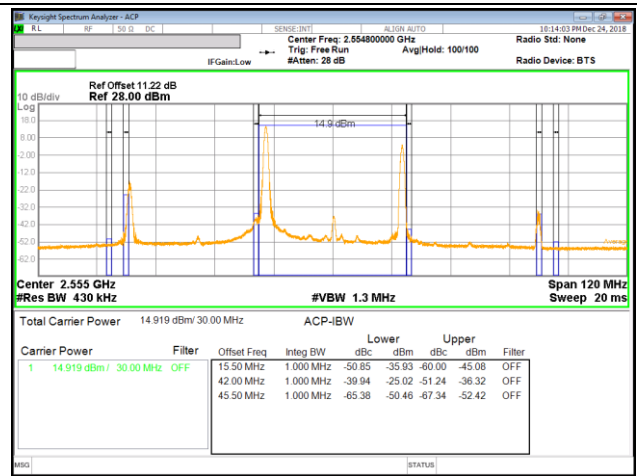 Keysight Spectrum Analyzer - ACP
RL RF 50 Ω DC SENSE:INT ALIGN AUTO 10:14:03 PM Dec 24, 2018
Center Freq: 2.554800000 GHz Radio Std: None
Trig: Free Run Avg|Hold: 100/100
IFGain:Low #Atten: 28 dB Radio Device: BTS
Ref Offset 11.22 dB
10 dB/div Ref 28.00 dBm
Log
18.0
14.9 dBm
8.00
-2.00
-12.0
-22.0
-32.0
-42.0
-52.0 Average
-62.0
Center 2.555 GHz Span 120 MHz
#Res BW 430 kHz #VBW 1.3 MHz Sweep 20 ms
Total Carrier Power 14.919 dBm/ 30.00 MHz ACP-IBW
Lower Upper
Carrier Power Filter Offset Freq Integ BW dBc dBm dBc dBm Filter
1 14.919 dBm / 30.00 MHz OFF 15.50 MHz 1.000 MHz -50.85 -35.93 -60.00 -45.08 OFF
42.00 MHz 1.000 MHz -39.94 -25.02 -51.24 -36.32 OFF
45.50 MHz 1.000 MHz -65.38 -50.46 -67.34 -52.42 OFF
MSG STATUS